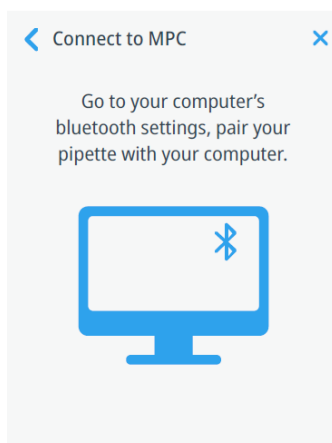 Connect to MPC
Go to your computer's
bluetooth settings, pair your
pipette with your computer.